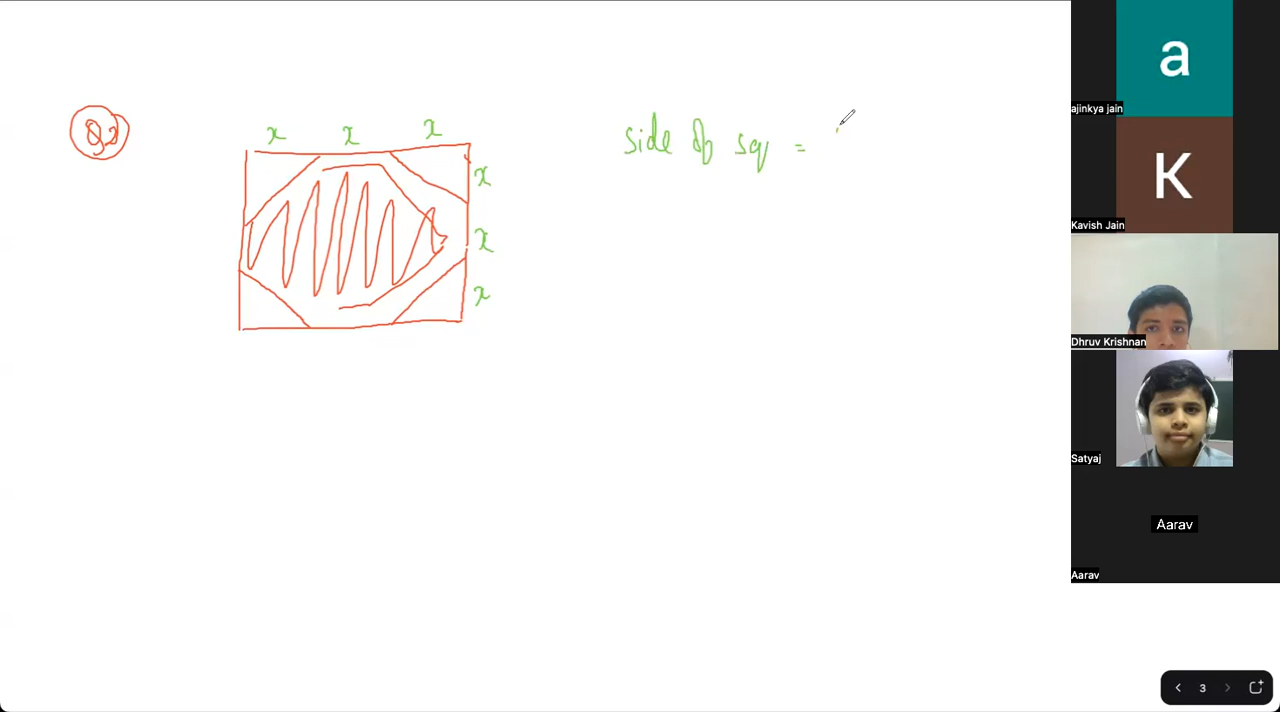 Q2
x x x
side of sq =
x
x
x
a
ajinkya jain
K
Kavish Jain
Dhruv Krishnan
Satyaj
Aarav
Aarav
3